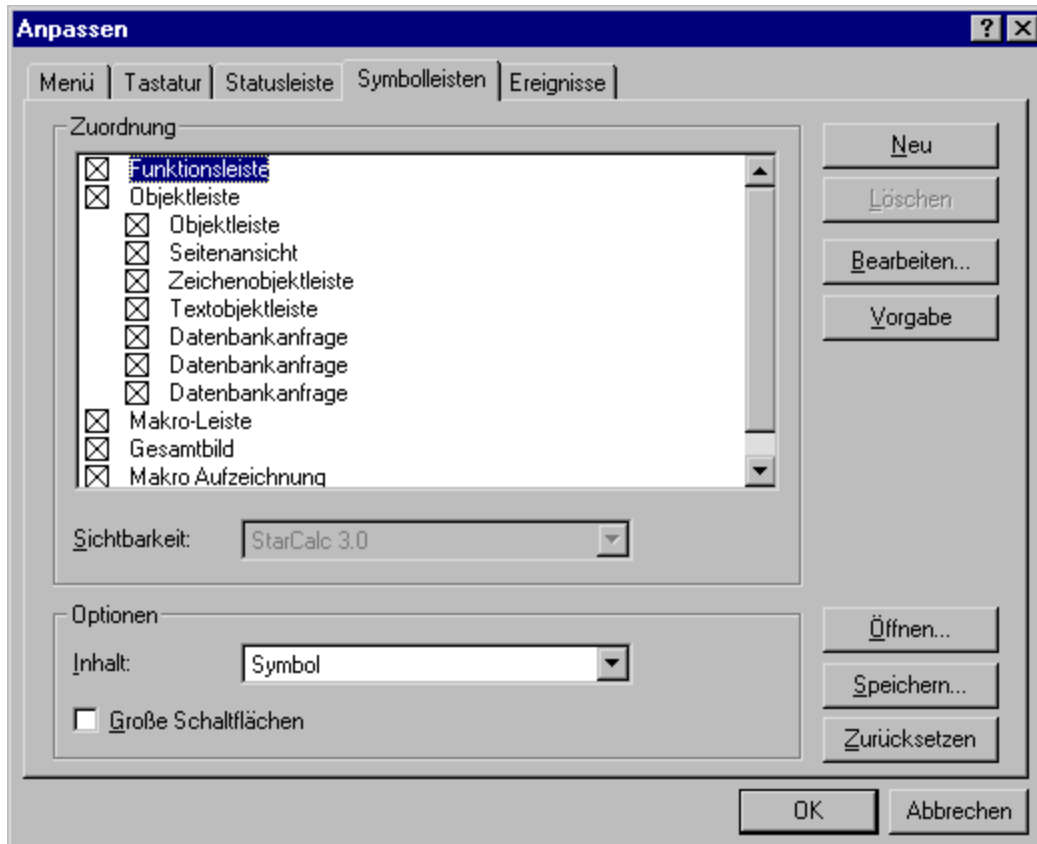 Anpassen
Menü Tastatur Statusleiste Symbolleisten Ereignisse
Zuordnung
Funktionsleiste
Objektleiste
Objektleiste
Seitenansicht
Zeichenobjektleiste
Textobjektleiste
Datenbankanfrage
Datenbankanfrage
Datenbankanfrage
Makro-Leiste
Gesamtbild
Makro Aufzeichnung
Sichtbarkeit: StarCalc 3.0
Neu
Löschen
Bearbeiten...
Vorgabe
Optionen
Inhalt: Symbol
Große Schaltflächen
Öffnen...
Speichern...
Zurücksetzen
OK Abbrechen